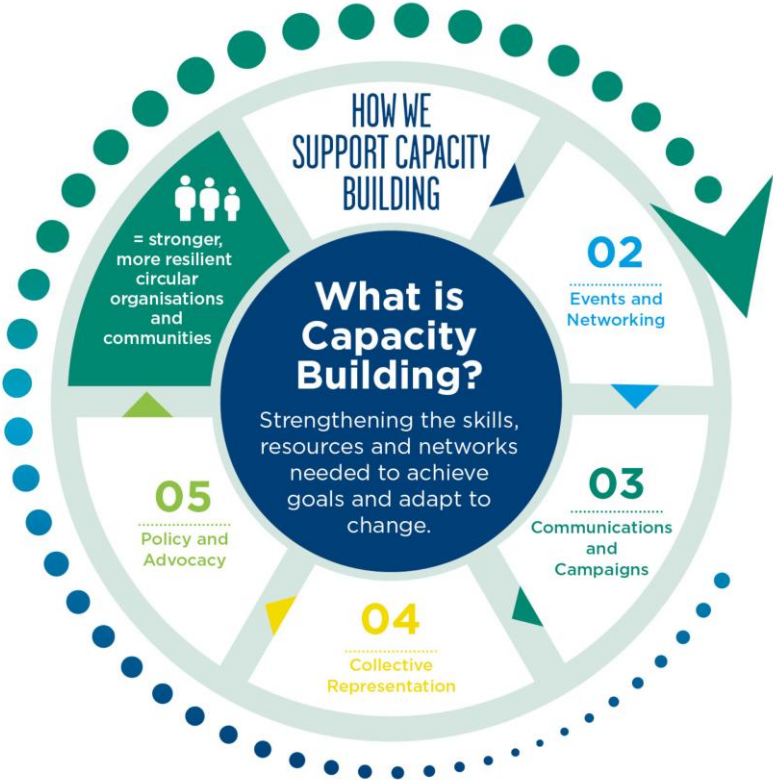 HOW WE
SUPPORT CAPACITY
BUILDING
02
Events and
Networking
03
Communications
and
Campaigns
04
Collective
Representation
05
Policy and
Advocacy
= stronger,
more resilient
circular
organisations
and
communities
What is
Capacity
Building?
Strengthening the skills,
resources and networks
needed to achieve
goals and adapt to
change.